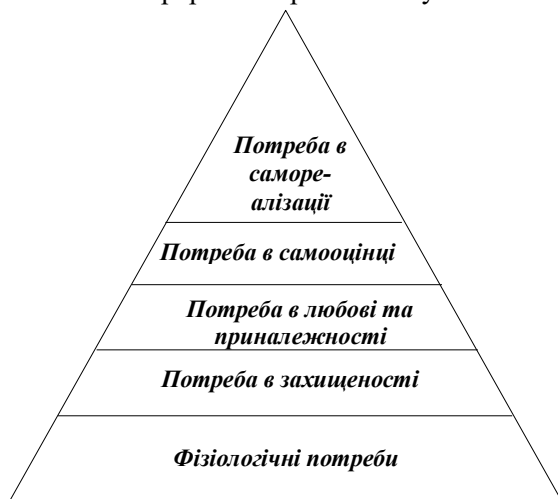 Потреба в
саморе-
алізації
Потреба в самооцінці
Потреба в любові та
приналежності
Потреба в захищеності
Фізіологічні потреби